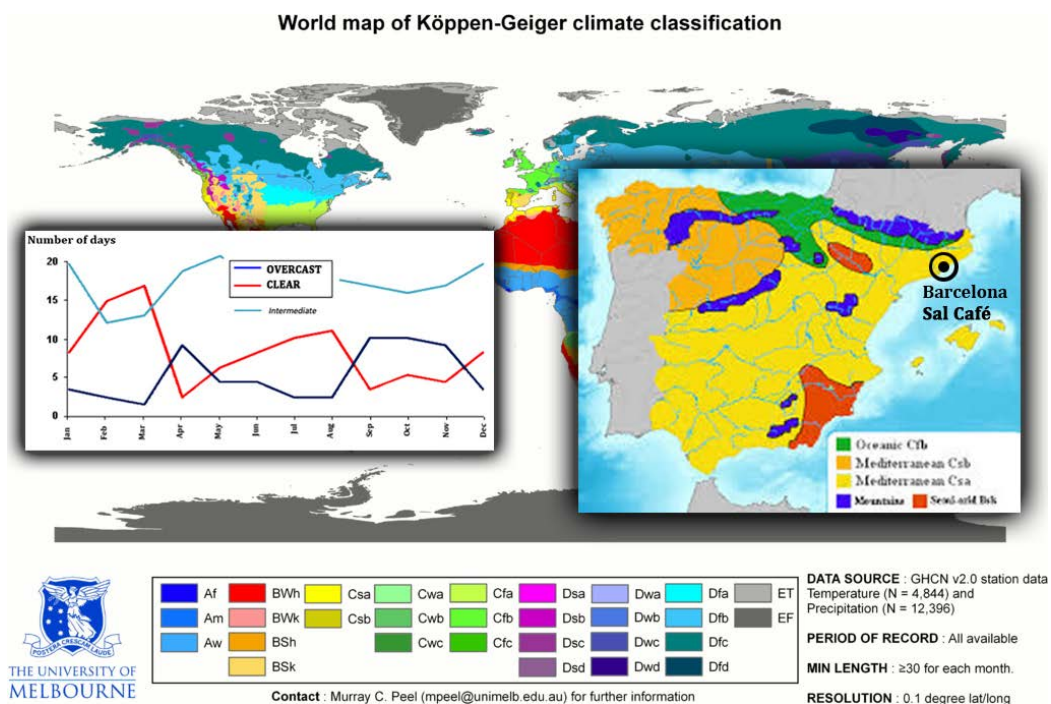 World map of Köppen-Geiger climate classification
Number of days
20
15
10
5
0
OVERCAST
CLEAR
Intermediate
Jan
Feb
Mar
Apr
May
Jun
Jul
Aug
Sep
Oct
Nov
Dec
Barcelona
Sal Café
Oceanic Cfb
Mediterranean Csb
Mediterranean Csa
Mountains
Semi-arid Bsk
POSTERA CRESCAM LAUDE
THE UNIVERSITY OF
MELBOURNE
Af BWh Csa Cwa Cfa Dsa Dwa Dfa ET
Am BWk Csb Cwb Cfb Dsb Dwb Dfb EF
Aw BSh Cwc Cfc Dsc Dwc Dfc
BSk Dsd Dwd Dfd
Contact : Murray C. Peel (mpeel@unimelb.edu.au) for further information
DATA SOURCE : GHCN v2.0 station data
Temperature (N = 4,844) and
Precipitation (N = 12,396)
PERIOD OF RECORD : All available
MIN LENGTH : ≥30 for each month.
RESOLUTION : 0.1 degree lat/long